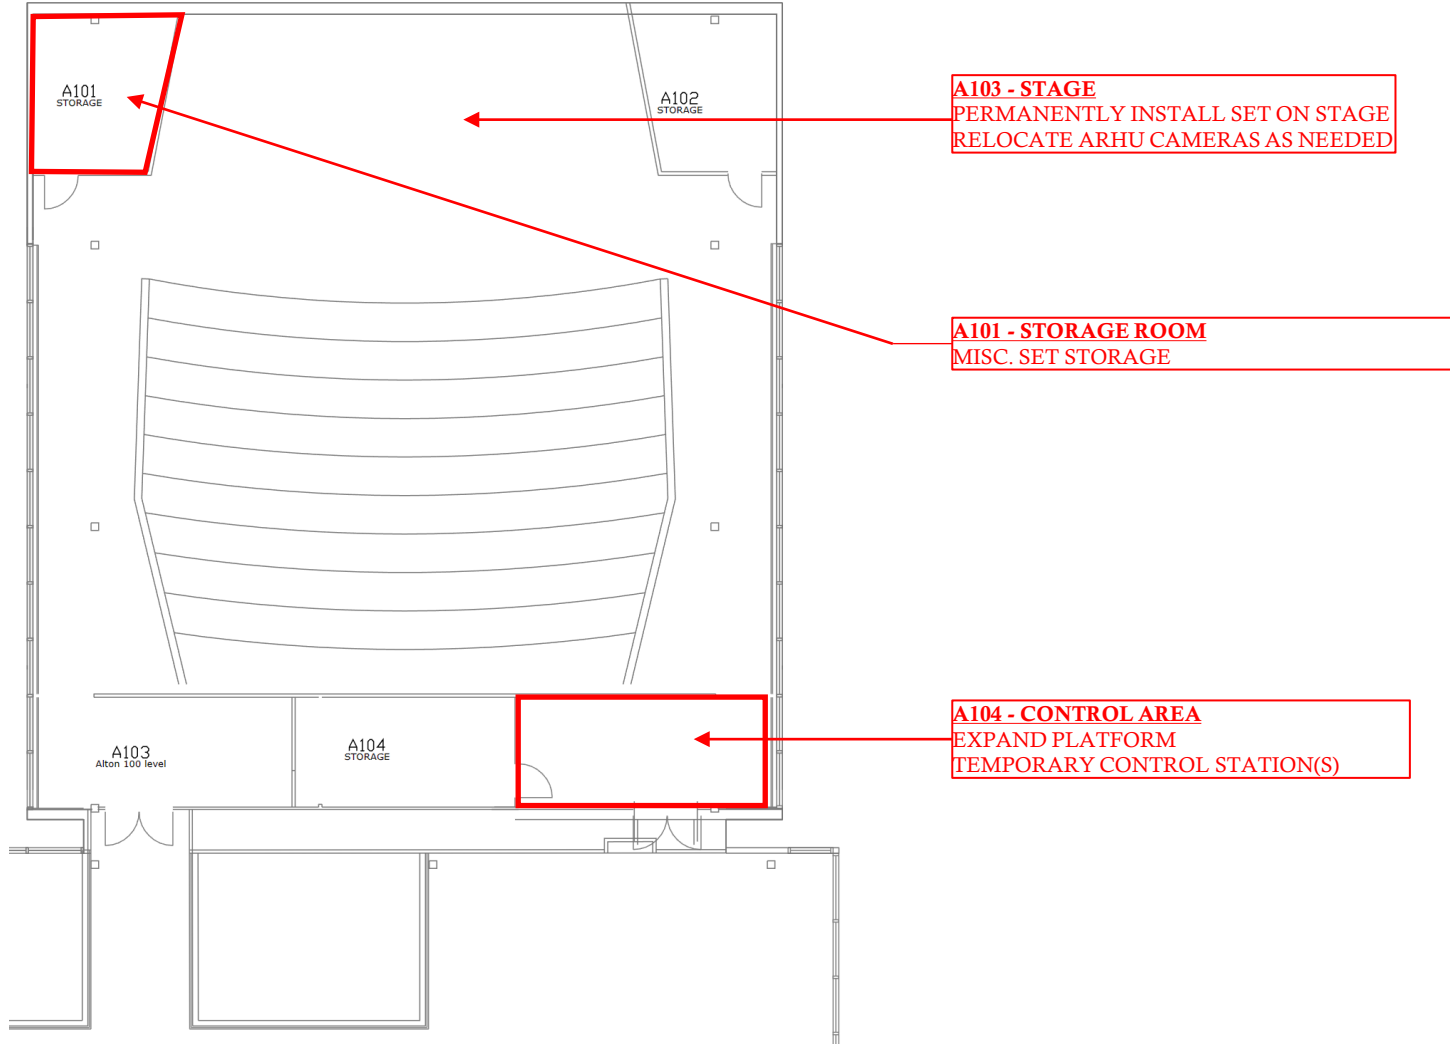 A101
STORAGE
A102
STORAGE
A103 - STAGE
PERMANENTLY INSTALL SET ON STAGE
RELOCATE ARHU CAMERAS AS NEEDED
A101 - STORAGE ROOM
MISC. SET STORAGE
A103
Alton 100 level
A104
STORAGE
A104 - CONTROL AREA
EXPAND PLATFORM
TEMPORARY CONTROL STATION(S)